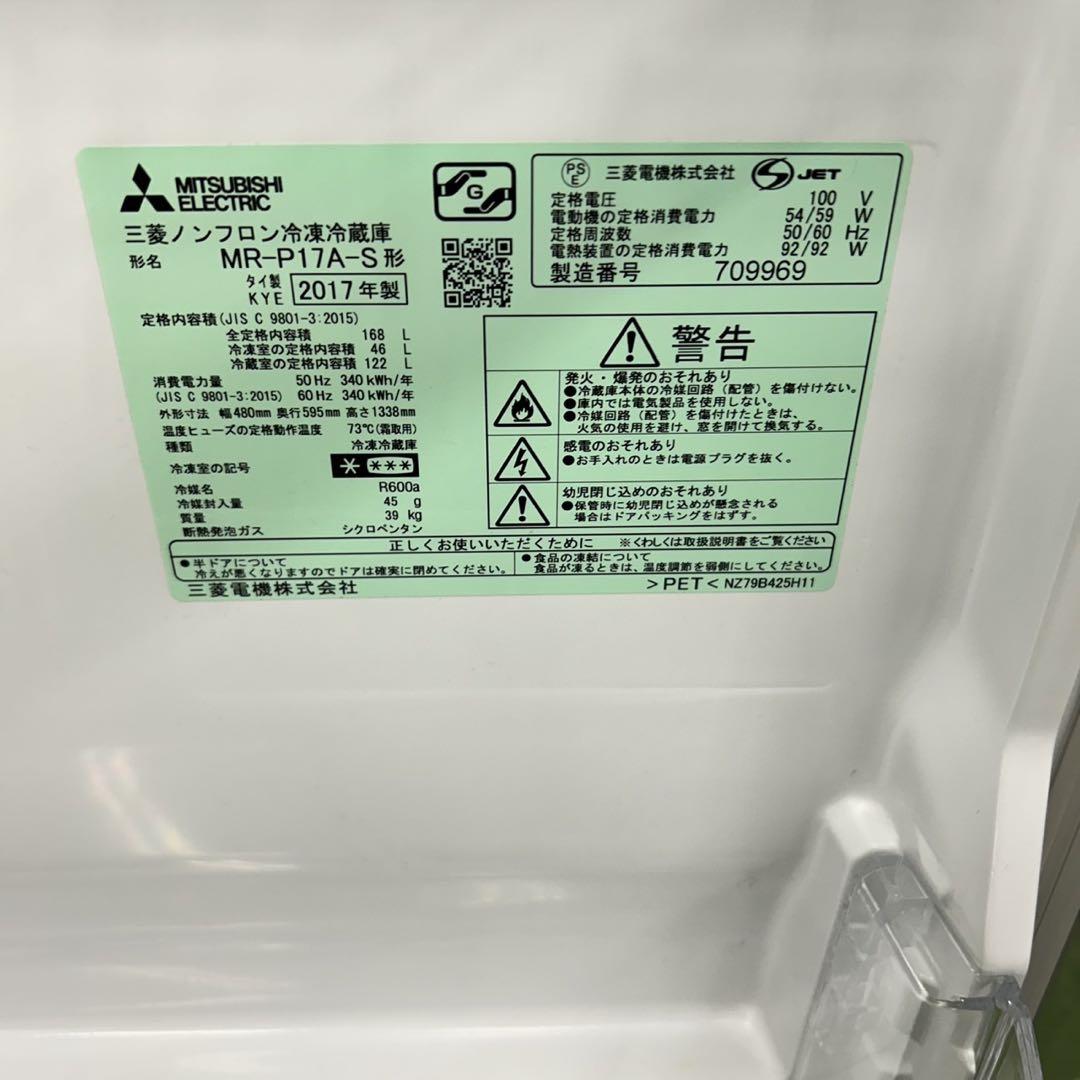 MITSUBISHI
ELECTRIC
三菱ノンフロン冷凍冷蔵庫
形名 MR-P17A-S形
タイ製
KYE 2017年製
定格内容積(JIS C 9801-3:2015)
全定格内容積 168 L
冷凍室の定格内容積 46 L
冷蔵室の定格内容積 122 L
消費電力量 50Hz 340kWh/年
(JIS C 9801-3:2015) 60Hz 340kWh/年
外形寸法 幅480mm 奥行595mm 高さ1338mm
温度ヒューズの定格動作温度 73℃(霜取用)
種類 冷凍冷蔵庫
冷凍室の記号 * ***
冷媒名 R600a
冷媒封入量 45 g
質量 39 kg
断熱発泡ガス シクロペンタン
G
PS
E 三菱電機株式会社 S JET
定格電圧 100 V
電動機の定格消費電力 54/59 W
定格周波数 50/60 Hz
電熱装置の定格消費電力 92/92 W
製造番号 709969
警告
発火・爆発のおそれあり
●冷蔵庫本体の冷媒回路(配管)を傷付けない。
●庫内では電気製品を使用しない。
●冷媒回路(配管)を傷付けたときは、
火気の使用を避け、窓を開けて換気する。
感電のおそれあり
●お手入れのときは電源プラグを抜く。
幼児閉じ込めのおそれあり
●保管時に幼児閉じ込めが懸念される
場合はドアパッキングをはずす。
正しくお使いいただくために ※くわしくは取扱説明書をご覧ください
●半ドアについて
冷えが悪くなりますのでドアは確実に閉めてください。
●食品の凍結について
食品が凍るときは、温度調節を弱側にしてください。
三菱電機株式会社 >PET< NZ79B425H11